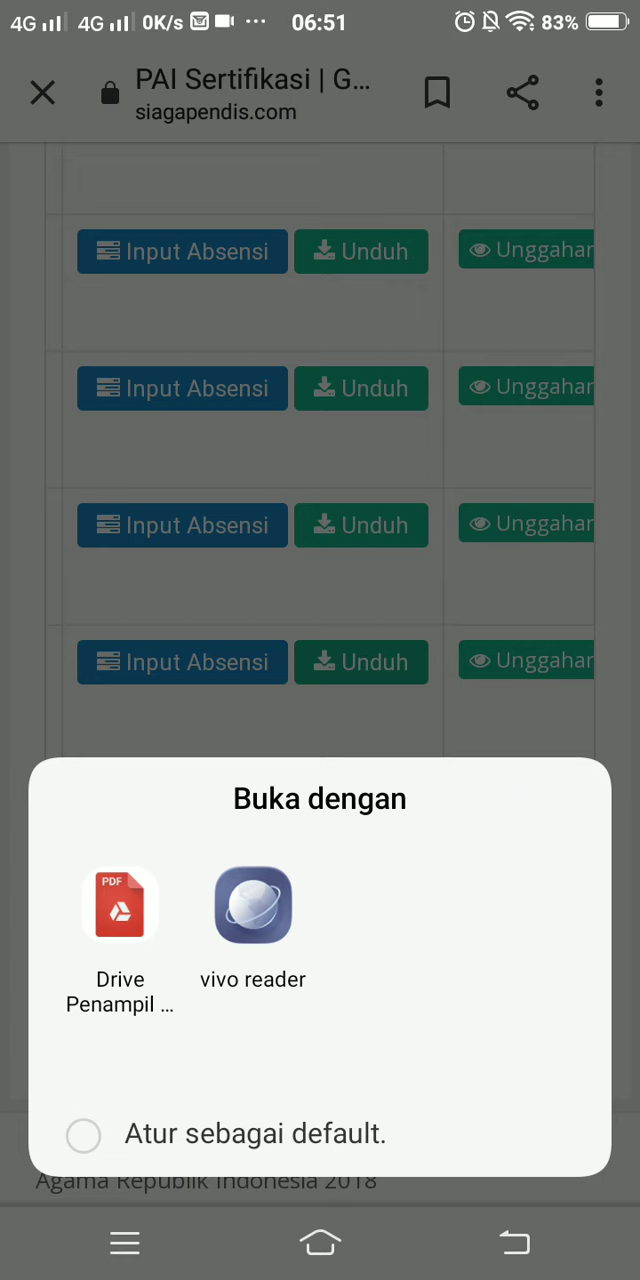 4G 4G 0K/s ... 06:51 83%
PAI Sertifikasi | G...
siagapendis.com
Input Absensi Unduh Unggahan
Input Absensi Unduh Unggahan
Input Absensi Unduh Unggahan
Input Absensi Unduh Unggahan
Buka dengan
PDF
Drive
Penampil ...
vivo reader
Atur sebagai default.
Agama Republik Indonesia 2018